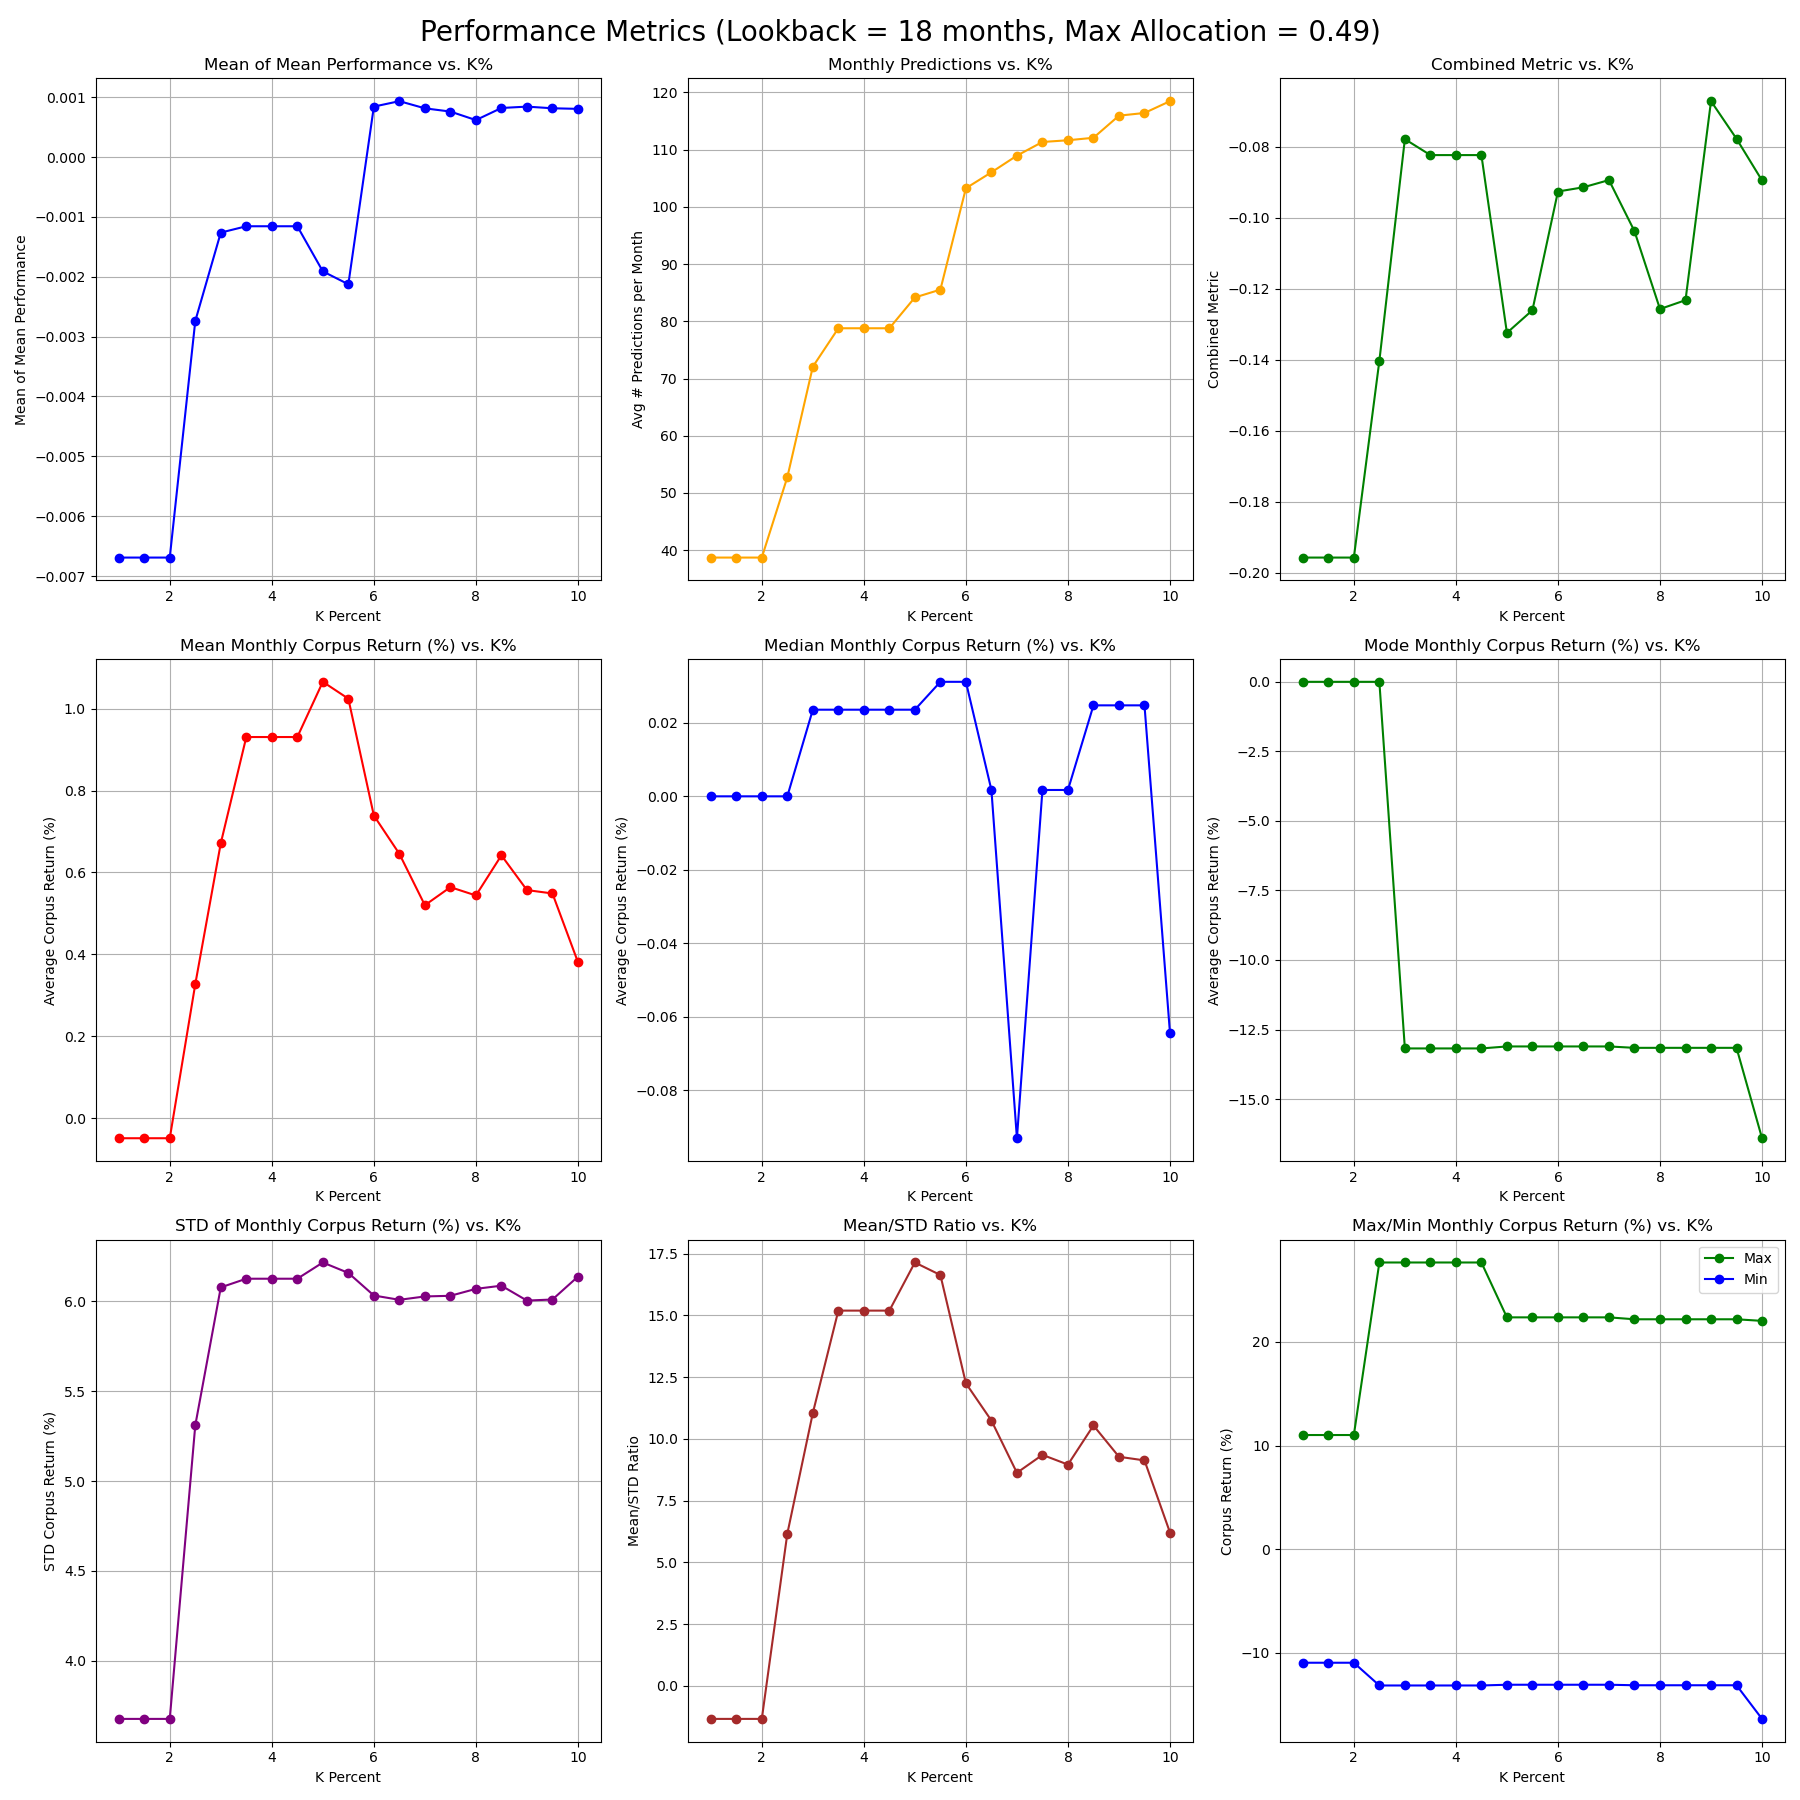 Performance Metrics (Lookback = 18 months, Max Allocation = 0.49)
Mean of Mean Performance vs. K%
Mean of Mean Performance
0.001
0.000
−0.001
−0.002
−0.003
−0.004
−0.005
−0.006
−0.007
2 4 6 8 10
K Percent
Monthly Predictions vs. K%
Avg # Predictions per Month
120
110
100
90
80
70
60
50
40
2 4 6 8 10
K Percent
Combined Metric vs. K%
Combined Metric
−0.08
−0.10
−0.12
−0.14
−0.16
−0.18
−0.20
2 4 6 8 10
K Percent
Mean Monthly Corpus Return (%) vs. K%
Average Corpus Return (%)
1.0
0.8
0.6
0.4
0.2
0.0
2 4 6 8 10
K Percent
Median Monthly Corpus Return (%) vs. K%
Average Corpus Return (%)
0.02
0.00
−0.02
−0.04
−0.06
−0.08
2 4 6 8 10
K Percent
Mode Monthly Corpus Return (%) vs. K%
Average Corpus Return (%)
0.0
−2.5
−5.0
−7.5
−10.0
−12.5
−15.0
2 4 6 8 10
K Percent
STD of Monthly Corpus Return (%) vs. K%
STD Corpus Return (%)
6.0
5.5
5.0
4.5
4.0
2 4 6 8 10
K Percent
Mean/STD Ratio vs. K%
Mean/STD Ratio
17.5
15.0
12.5
10.0
7.5
5.0
2.5
0.0
2 4 6 8 10
K Percent
Max/Min Monthly Corpus Return (%) vs. K%
Corpus Return (%)
Max
Min
20
10
0
−10
2 4 6 8 10
K Percent